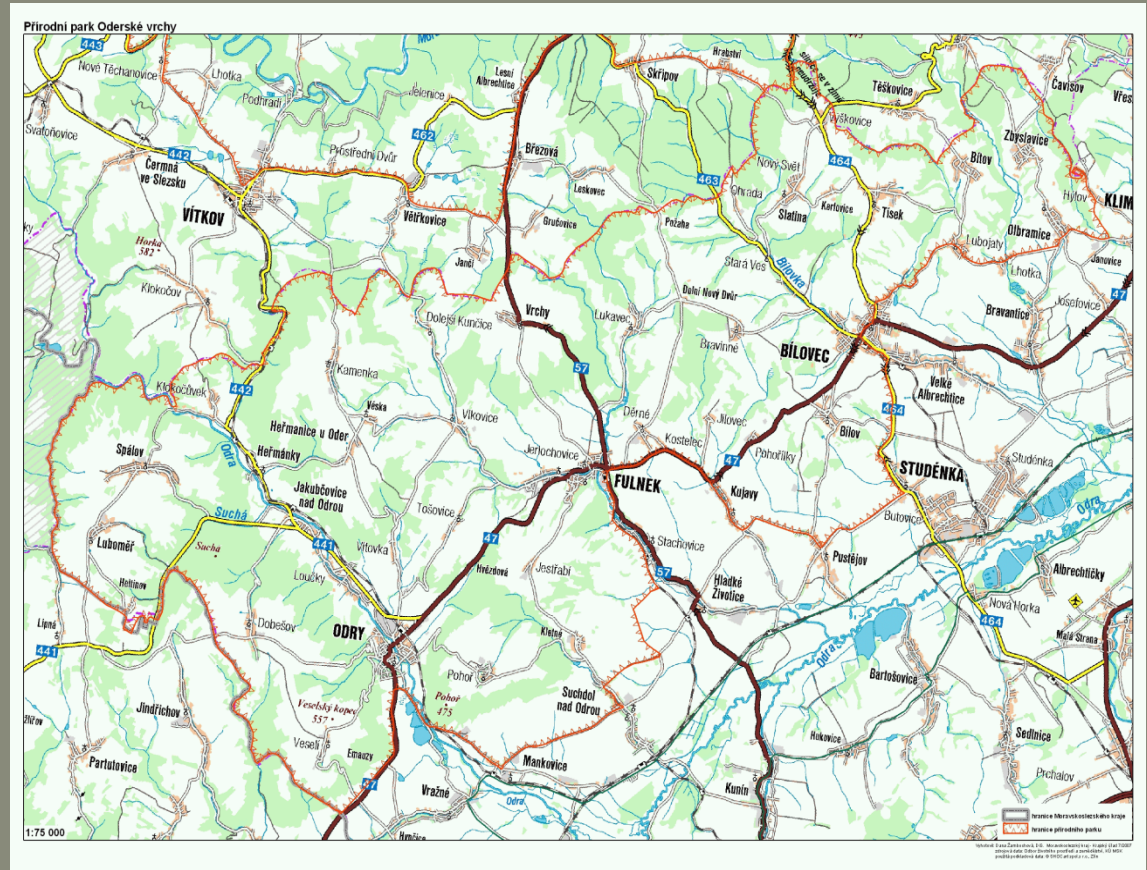 Přírodní park Oderské vrchy
443
Nové Těchanovice
Lhotka
Podhradí
Jelenice
Lesní
Albrechtice
Skřipov
Hrabství
Těškovice
Čavisov
Vyškovice
Zbyslavice
Svatoňovice
442
462
Prostřední Dvůr
Březová
Leskovec
463
464
Nový Svět
Ohrada
Bítov
Čermná
ve Slezsku
VÍTKOV
Větřkovice
Gručovice
Požaha
Slatina
Karlovice
Tísek
Hýlov
KLIM
Olbramice
Horka
582
Jančí
Stará Ves
Bílovka
Lubojaty
Lhotka
Janovice
47
Klokočov
Dolejší Kunčice
Vrchy
Lukavec
Dolní Nový Dvůr
Bravinné
Bravantice
Josefovice
BÍLOVEC
Velké
Albrechtice
57
Kamenka
Klokočůvek
442
Věska
Vlkovice
Děrné
Jílovec
Bílov
464
Spálov
Odra
Heřmanice u Oder
Heřmánky
Jerlochovice
Kostelec
Pohořílky
47
FULNEK
Kujavy
STUDÉNKA
Studénka
Butovice
Odra
Jakubčovice
nad Odrou
Suchá
Tošovice
Luboměř
Suchá
441
Vítovka
47
Stachovice
Pustějov
Heltínov
Loučky
Hrězdová
Jestřabí
57
Hladké
Životice
Albrechtičky
Nová Horka
464
Malá Strana
Lipná
441
Dobešov
ODRY
Kletné
Odra
Bartošovice
Pohoř
Pohoř
475
Suchdol
nad Odrou
Jindřichov
Veselský kopec
557
Veselí
Emauzy
Hukovice
Sedlnice
Partutovice
Mankovice
Kunín
Prchalov
47
Vražné
Odra
Hynčice
1:75 000
hranice Moravskoslezského kraje
hranice přírodního parku